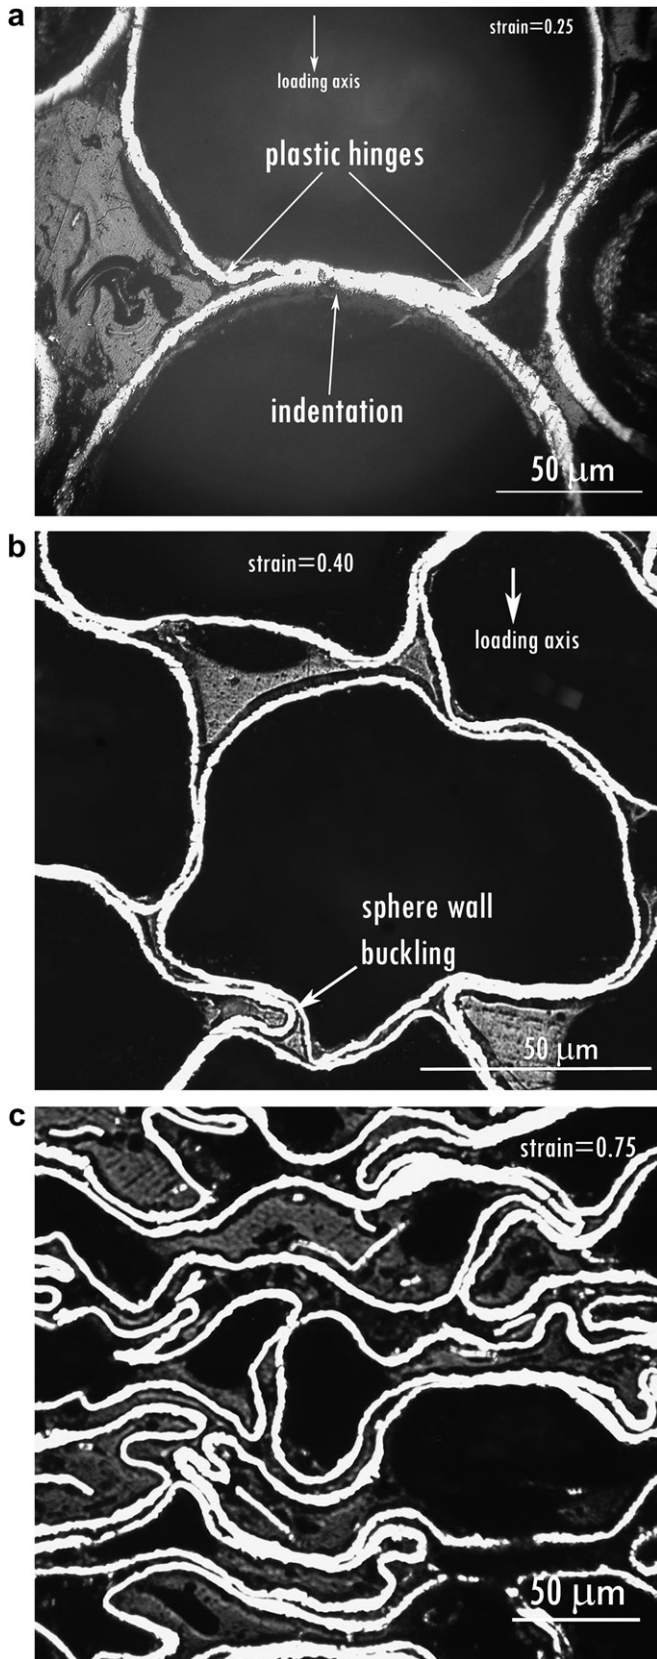 a
strain=0.25
loading axis
plastic hinges
indentation
50 μm
b
strain=0.40
loading axis
sphere wall
buckling
50 μm
c
strain=0.75
50 μm